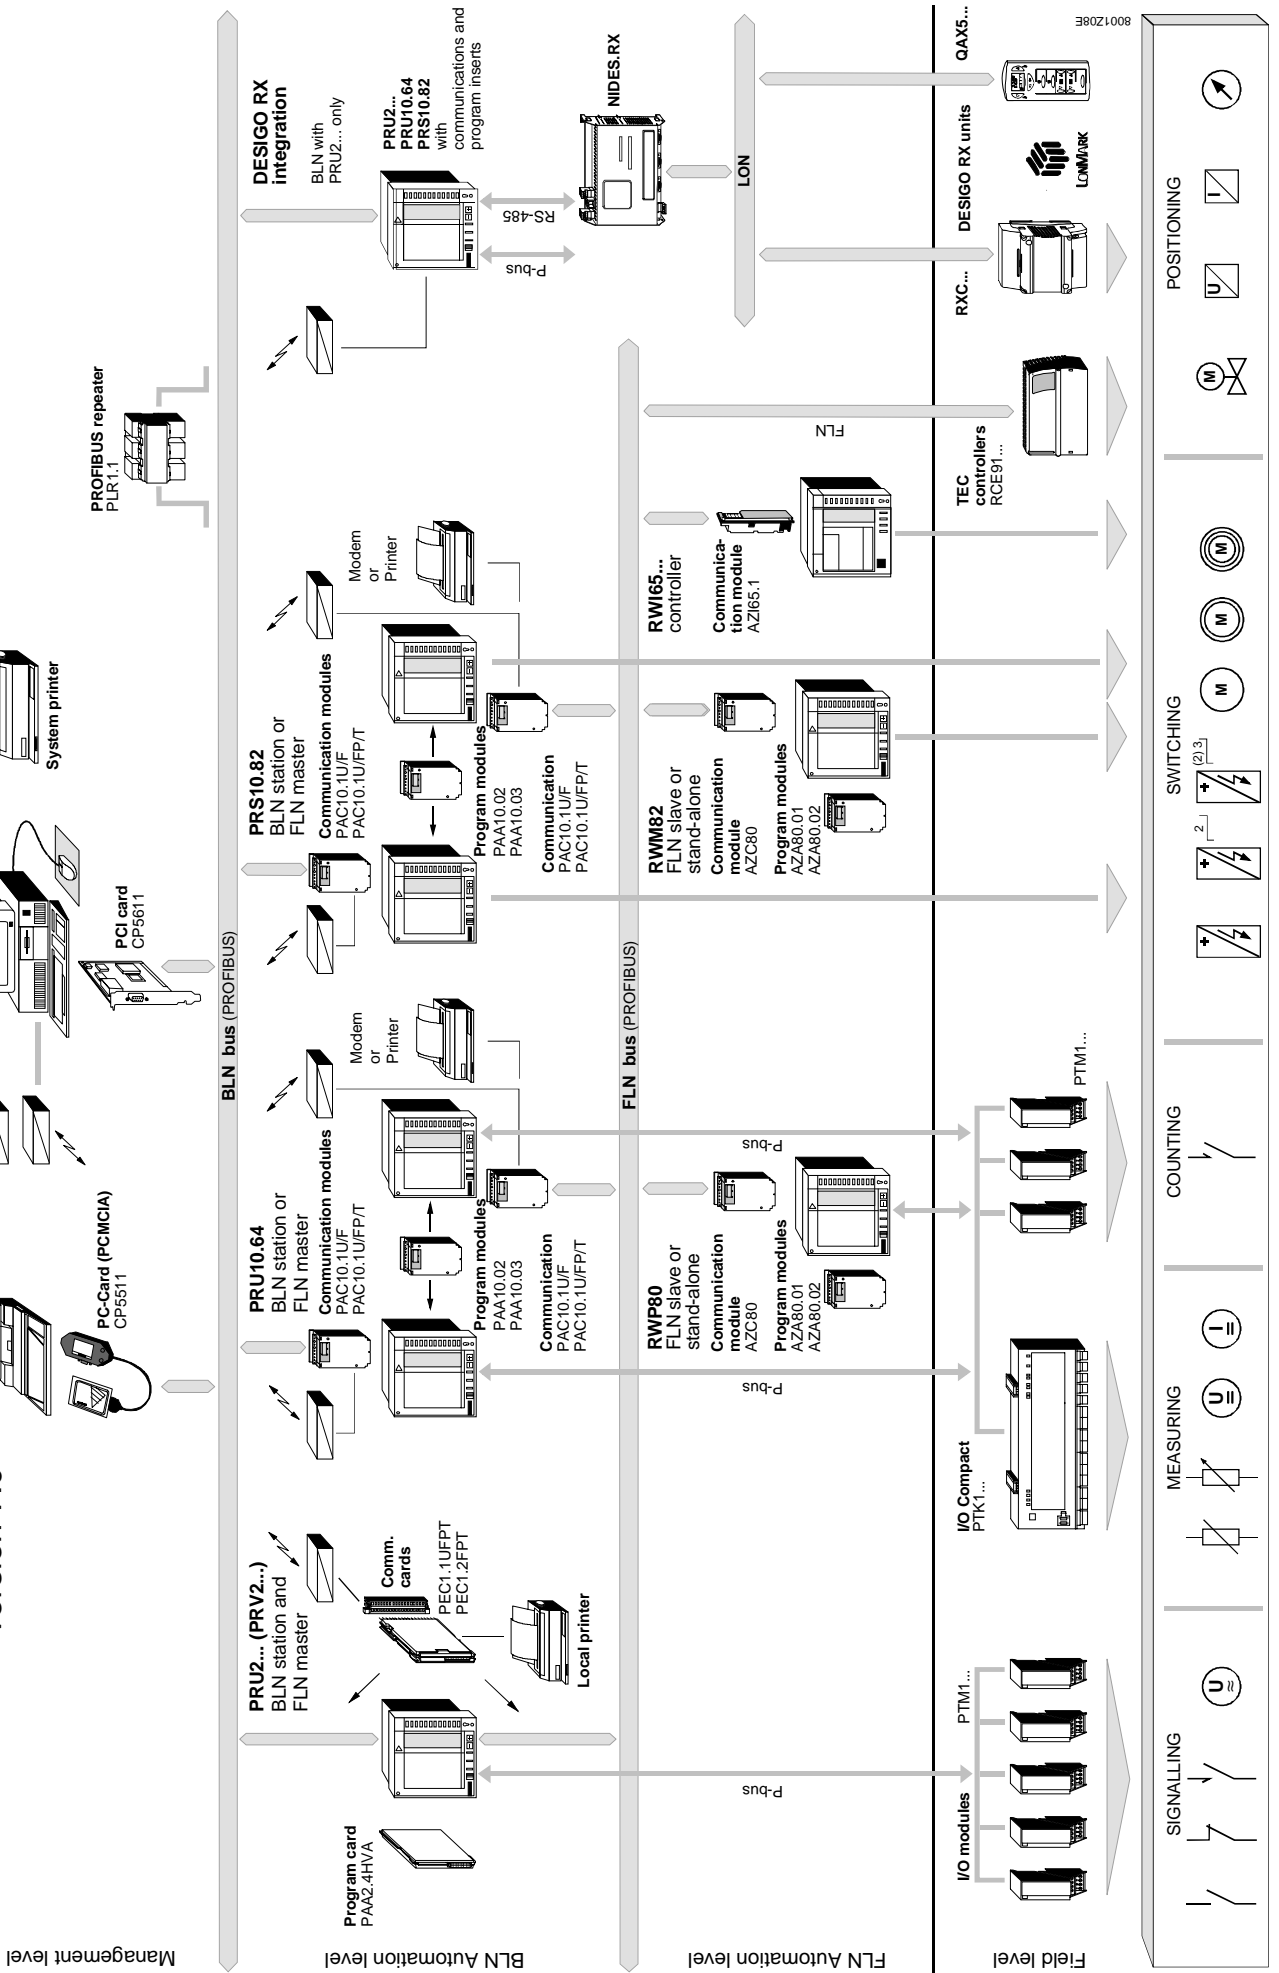 Management level
PC-Card (PCMCIA)
CP5511
PCI card
CP5611
System printer
PROFIBUS repeater
PLR1.1
BLN bus (PROFIBUS)
BLN Automation level
Program card
PAA2.4HVA
PRU2... (PRV2...)
BLN station and
FLN master
Comm.
cards
PEC1.1UFPT
PEC1.2FPT
Local printer
PRU10.64
BLN station or
FLN master
Communication modules
PAC10.1U/F
PAC10.1U/FP/T
Modem
or
Printer
Program modules
PAA10.02
PAA10.03
Communication
PAC10.1U/F
PAC10.1U/FP/T
PRS10.82
BLN station or
FLN master
Communication modules
PAC10.1U/F
PAC10.1U/FP/T
Modem
or
Printer
Program modules
PAA10.02
PAA10.03
Communication
PAC10.1U/F
PAC10.1U/FP/T
DESIGO RX
integration
BLN with
PRU2... only
PRU2...
PRU10.64
PRS10.82
with
communications and
program inserts
P-bus
RS-485
NIDES.RX
FLN bus (PROFIBUS)
LON
FLN Automation level
P-bus
P-bus
RWP80
FLN slave or
stand-alone
Communication
module
AZC80
Program modules
AZA80.01
AZA80.02
P-bus
RWM82
FLN slave or
stand-alone
Communication
module
AZC80
Program modules
AZA80.01
AZA80.02
RWI65...
controller
Communica-
tion module
AZI65.1
FLN
Field level
I/O modules
PTM1...
I/O Compact
PTK1...
PTM1...
TEC
controllers
RCE91...
RXC...
DESIGO RX units
QAX5...
LONMARK
8001Z08E
SIGNALLING
U
MEASURING
U
I
COUNTING
SWITCHING
+
+
2
+
(2) 3
M
M
M
POSITIONING
M
U
I